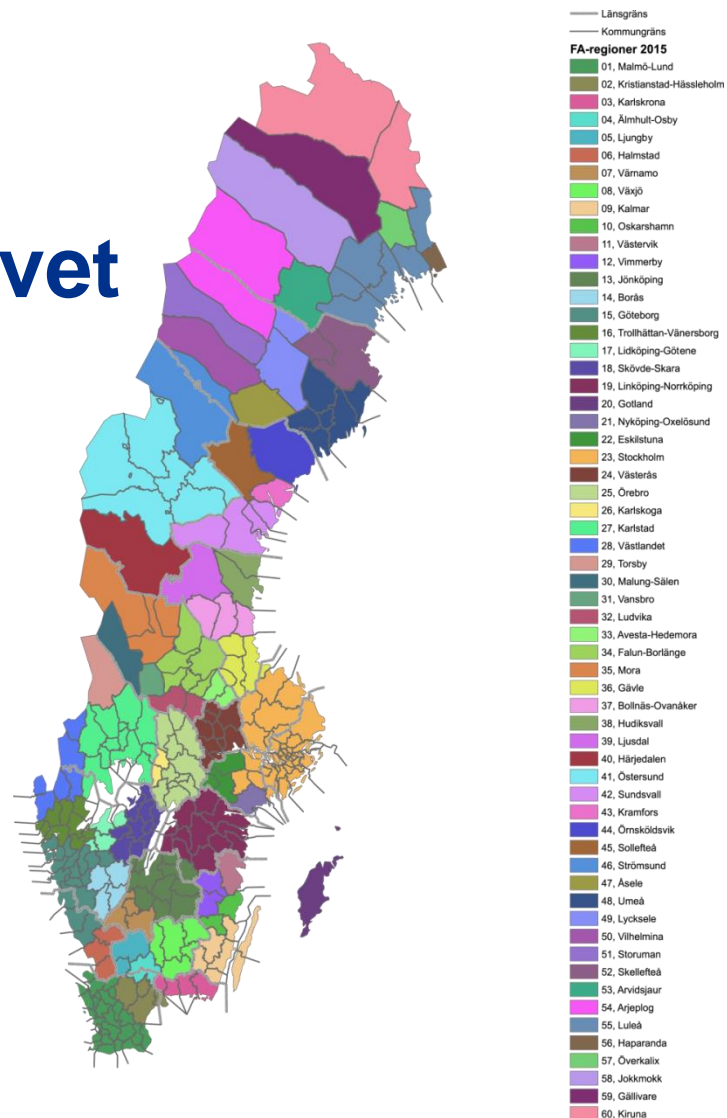 vet
Länsgräns
Kommungräns
FA-regioner 2015
01, Malmö-Lund
02, Kristianstad-Hässleholm
03, Karlskrona
04, Älmhult-Osby
05, Ljungby
06, Halmstad
07, Värnamo
08, Växjö
09, Kalmar
10, Oskarshamn
11, Västervik
12, Vimmerby
13, Jönköping
14, Borås
15, Göteborg
16, Trollhättan-Vänersborg
17, Lidköping-Götene
18, Skövde-Skara
19, Linköping-Norrköping
20, Gotland
21, Nyköping-Oxelösund
22, Eskilstuna
23, Stockholm
24, Västerås
25, Örebro
26, Karlskoga
27, Karlstad
28, Västlandet
29, Torsby
30, Malung-Sälen
31, Vansbro
32, Ludvika
33, Avesta-Hedemora
34, Falun-Borlänge
35, Mora
36, Gävle
37, Bollnäs-Ovanåker
38, Hudiksvall
39, Ljusdal
40, Härjedalen
41, Östersund
42, Sundsvall
43, Kramfors
44, Örnsköldsvik
45, Sollefteå
46, Strömsund
47, Åsele
48, Umeå
49, Lycksele
50, Vilhelmina
51, Storuman
52, Skellefteå
53, Arvidsjaur
54, Arjeplog
55, Luleå
56, Haparanda
57, Överkalix
58, Jokkmokk
59, Gällivare
60, Kiruna